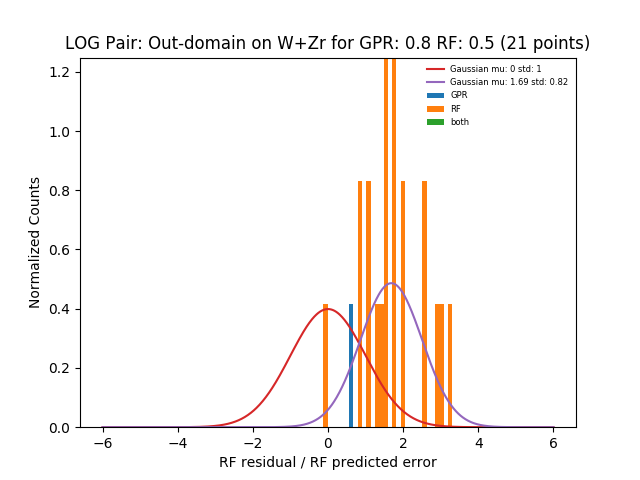 LOG Pair: Out-domain on W+Zr for GPR: 0.8 RF: 0.5 (21 points)
Gaussian mu: 0 std: 1
Gaussian mu: 1.69 std: 0.82
GPR
RF
both
Normalized Counts
1.2
1.0
0.8
0.6
0.4
0.2
0.0
−6 −4 −2 0 2 4 6
RF residual / RF predicted error